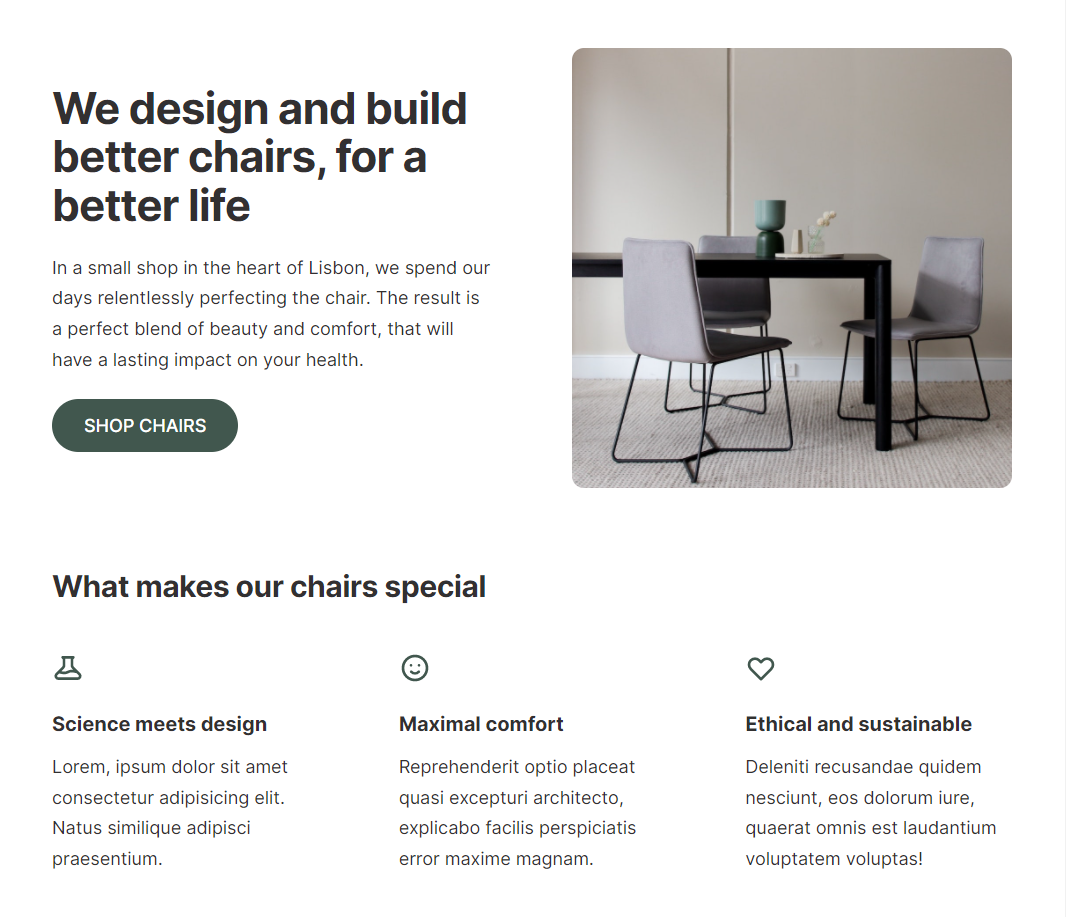 We design and build
better chairs, for a
better life
In a small shop in the heart of Lisbon, we spend our
days relentlessly perfecting the chair. The result is
a perfect blend of beauty and comfort, that will
have a lasting impact on your health.
SHOP CHAIRS
What makes our chairs special
Science meets design
Lorem, ipsum dolor sit amet
consectetur adipisicing elit.
Natus similique adipisci
praesentium.
Maximal comfort
Reprehenderit optio placeat
quasi excepturi architecto,
explicabo facilis perspiciatis
error maxime magnam.
Ethical and sustainable
Deleniti recusandae quidem
nesciunt, eos dolorum iure,
quaerat omnis est laudantium
voluptatem voluptas!